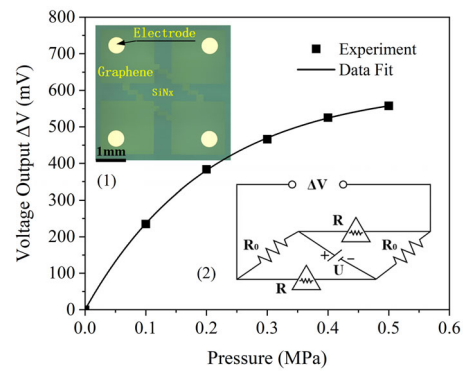 800
700
600
500
400
300
200
100
0
Voltage Output ΔV (mV)
Electrode
Graphene
SiNx
1mm
(1)
Experiment
Data Fit
ΔV
R
R₀
R₀
+ −
U
R
(2)
0.0 0.1 0.2 0.3 0.4 0.5 0.6
Pressure (MPa)